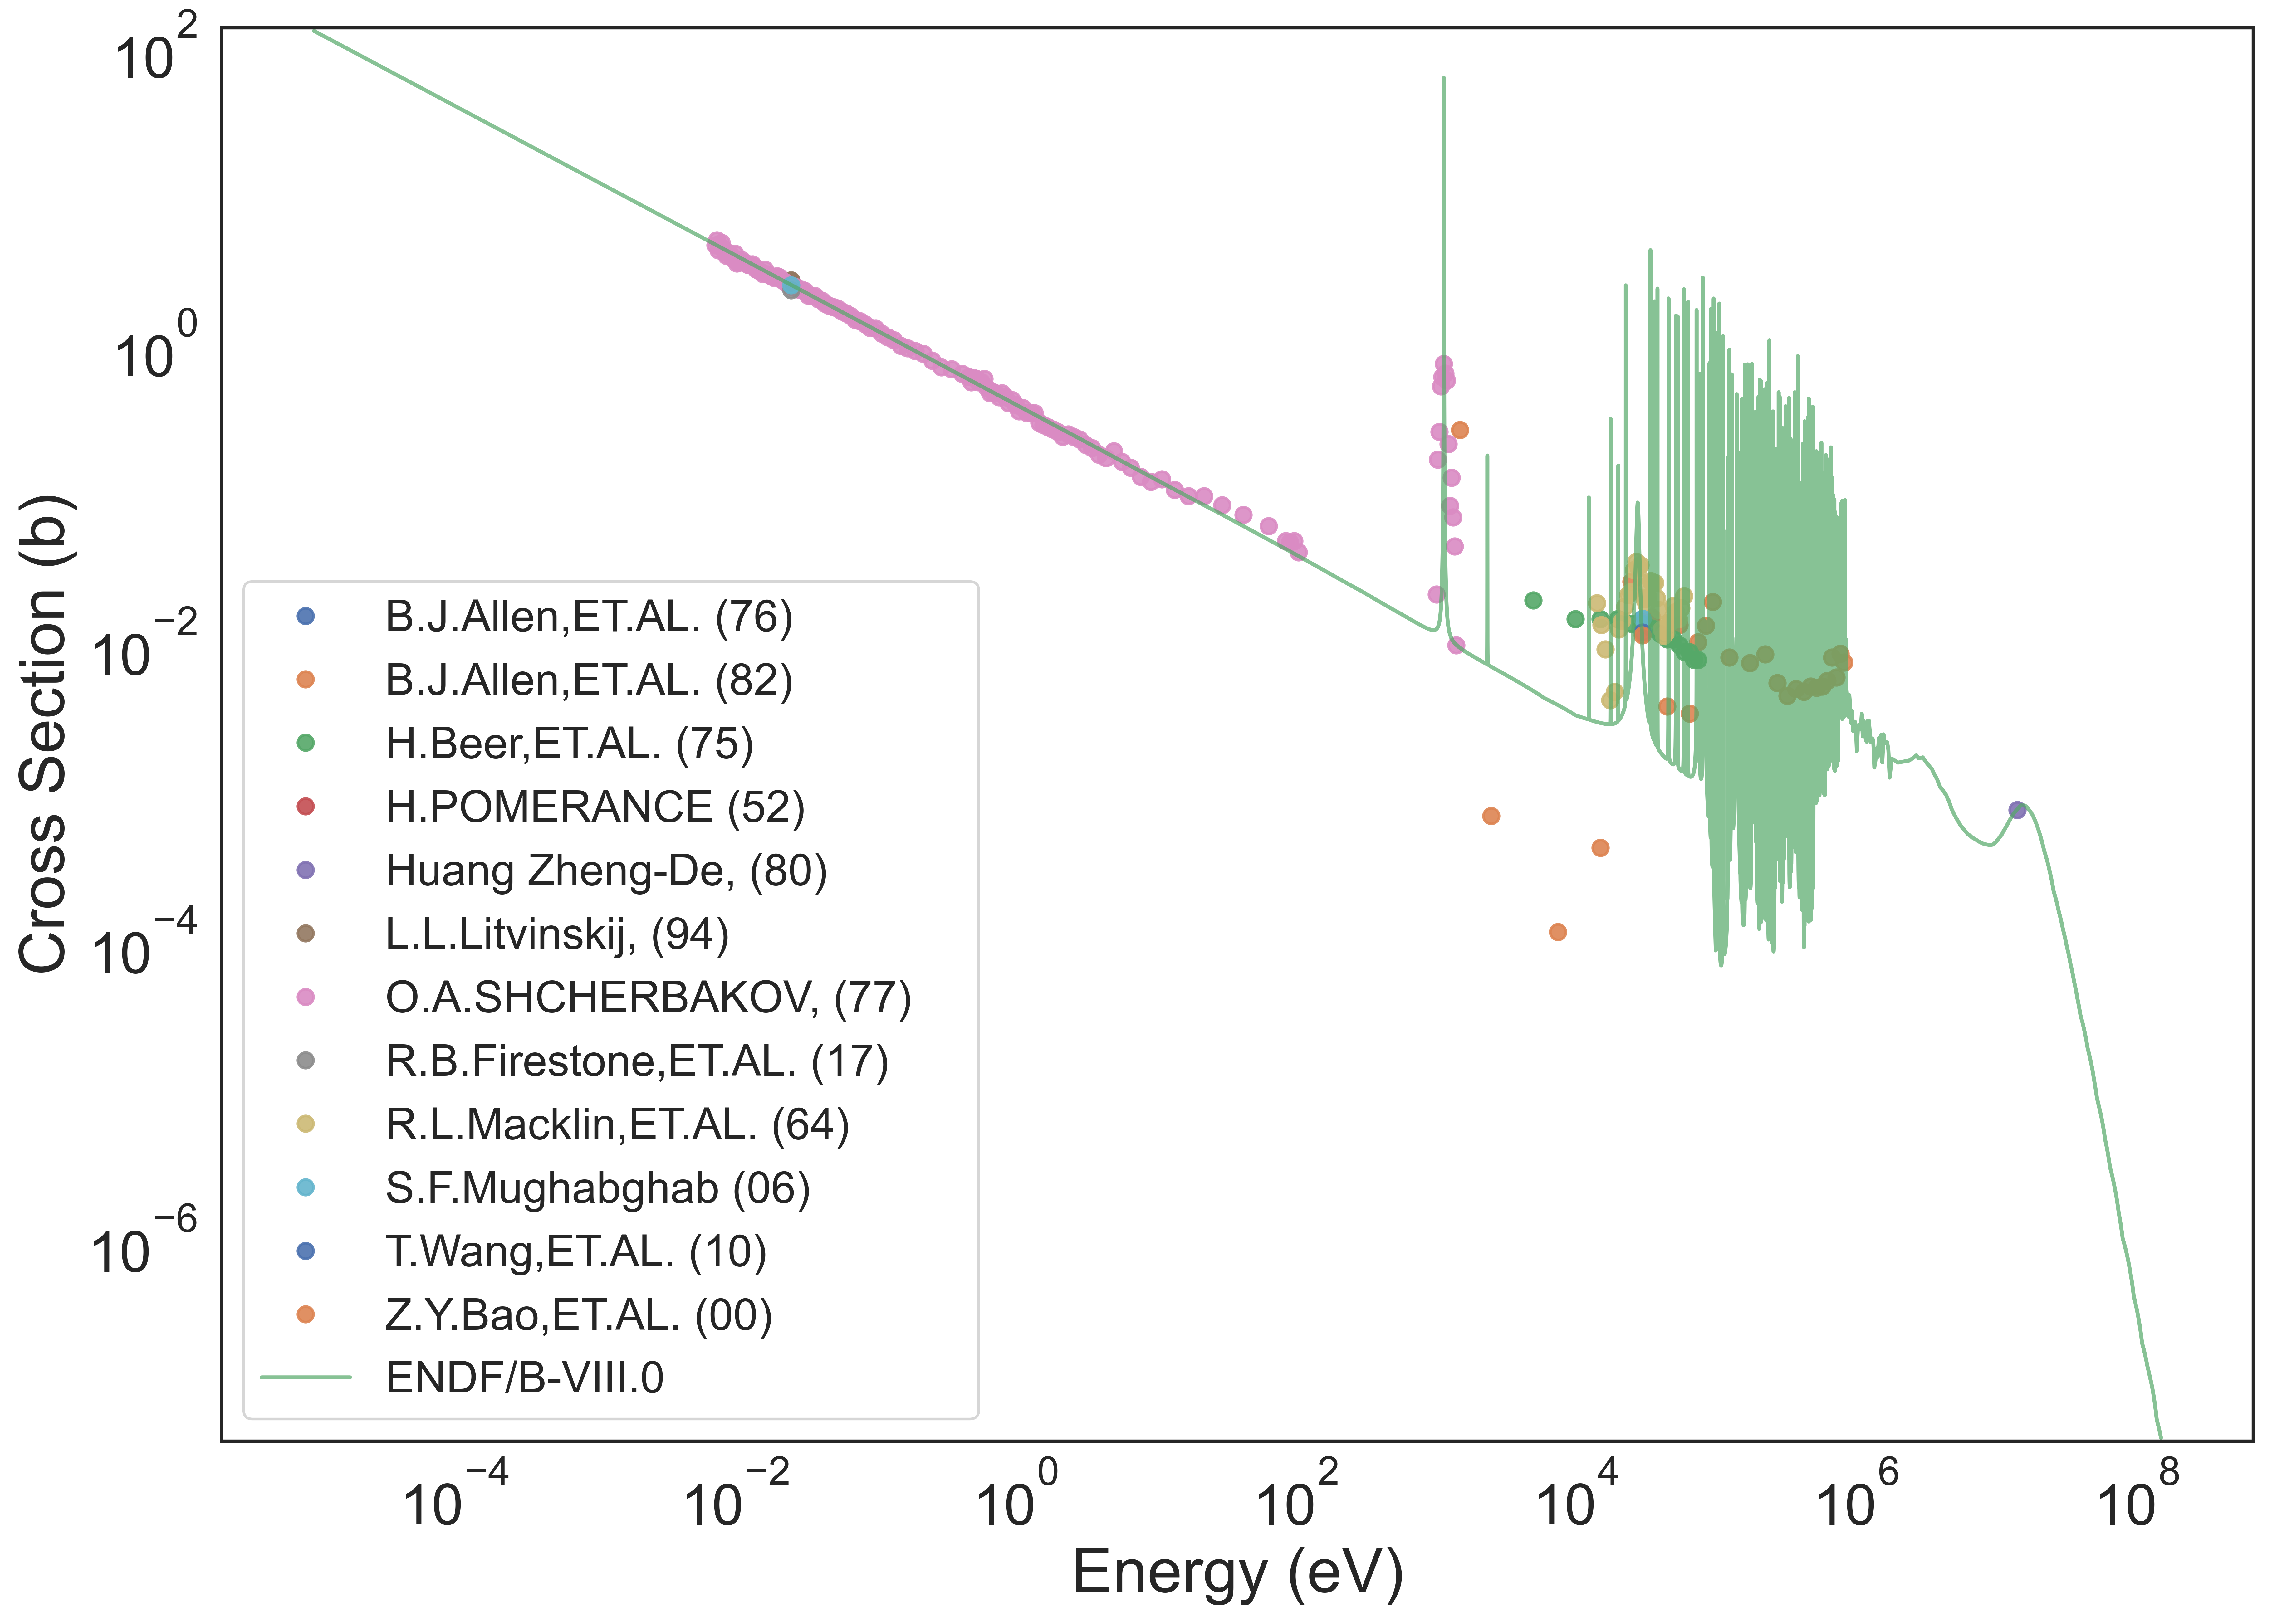 Cross Section (b)
10^2
10^0
10^−2
10^−4
10^−6
B.J.Allen,ET.AL. (76)
B.J.Allen,ET.AL. (82)
H.Beer,ET.AL. (75)
H.POMERANCE (52)
Huang Zheng-De, (80)
L.L.Litvinskij, (94)
O.A.SHCHERBAKOV, (77)
R.B.Firestone,ET.AL. (17)
R.L.Macklin,ET.AL. (64)
S.F.Mughabghab (06)
T.Wang,ET.AL. (10)
Z.Y.Bao,ET.AL. (00)
ENDF/B-VIII.0
10^−4 10^−2 10^0 10^2 10^4 10^6 10^8
Energy (eV)